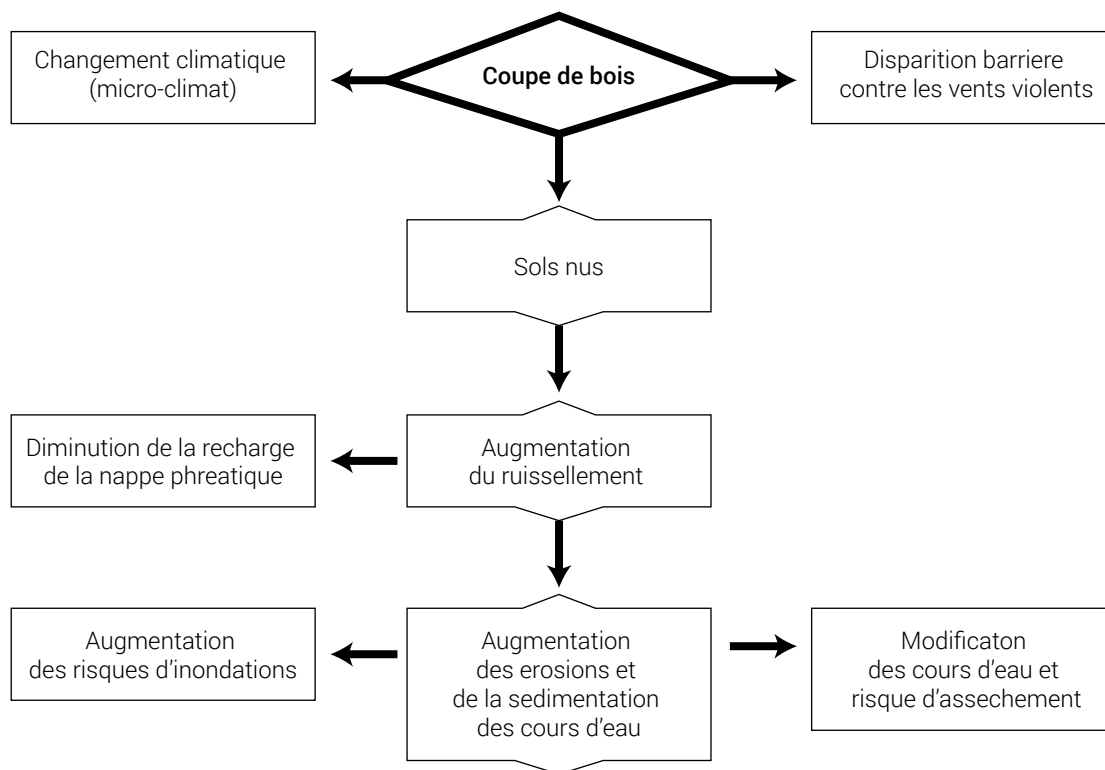 Changement climatique
(micro-climat)
Coupe de bois
Disparition barriere
contre les vents violents
Sols nus
Diminution de la recharge
de la nappe phreatique
Augmentation
du ruissellement
Augmentation
des risques d'inondations
Augmentation
des erosions et
de la sedimentation
des cours d'eau
Modificaton
des cours d'eau et
risque d'assechement